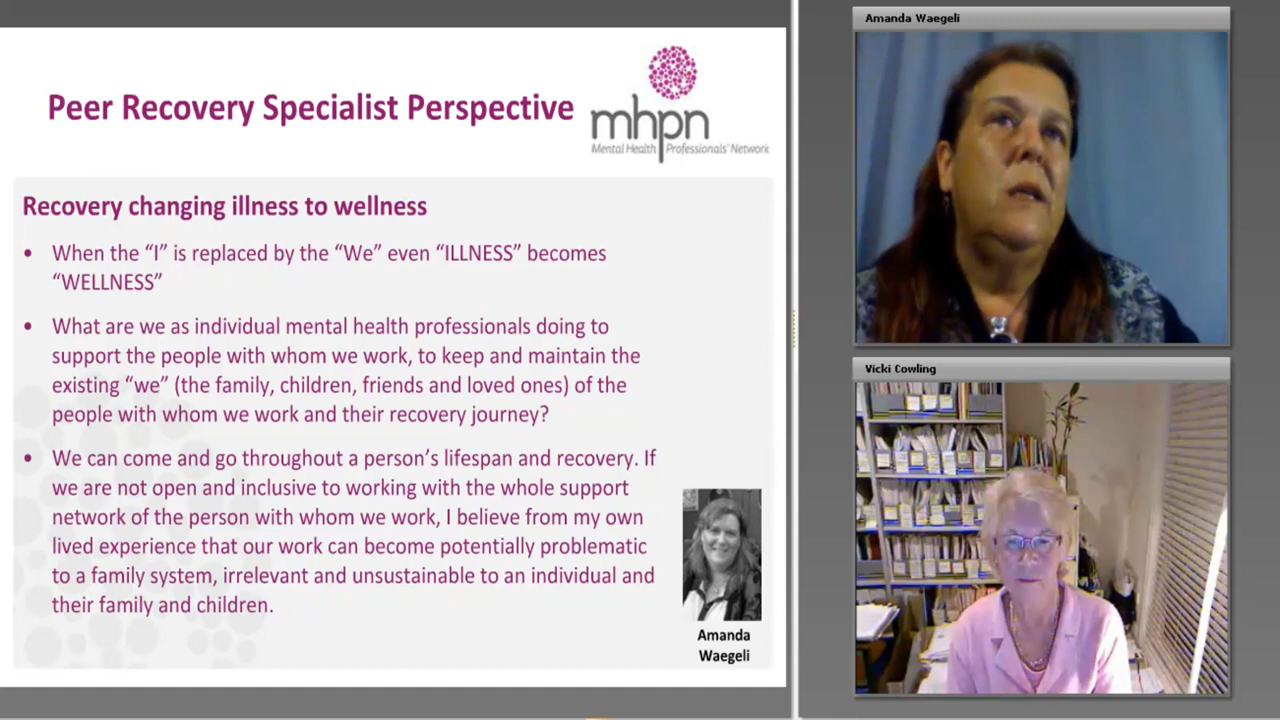 Peer Recovery Specialist Perspective
mhpn
Mental Health Professionals' Network
Recovery changing illness to wellness
• When the “I” is replaced by the “We” even “ILLNESS” becomes
“WELLNESS”
• What are we as individual mental health professionals doing to
support the people with whom we work, to keep and maintain the
existing “we” (the family, children, friends and loved ones) of the
people with whom we work and their recovery journey?
• We can come and go throughout a person’s lifespan and recovery. If
we are not open and inclusive to working with the whole support
network of the person with whom we work, I believe from my own
lived experience that our work can become potentially problematic
to a family system, irrelevant and unsustainable to an individual and
their family and children.
Amanda
Waegeli
Amanda Waegeli
Vicki Cowling